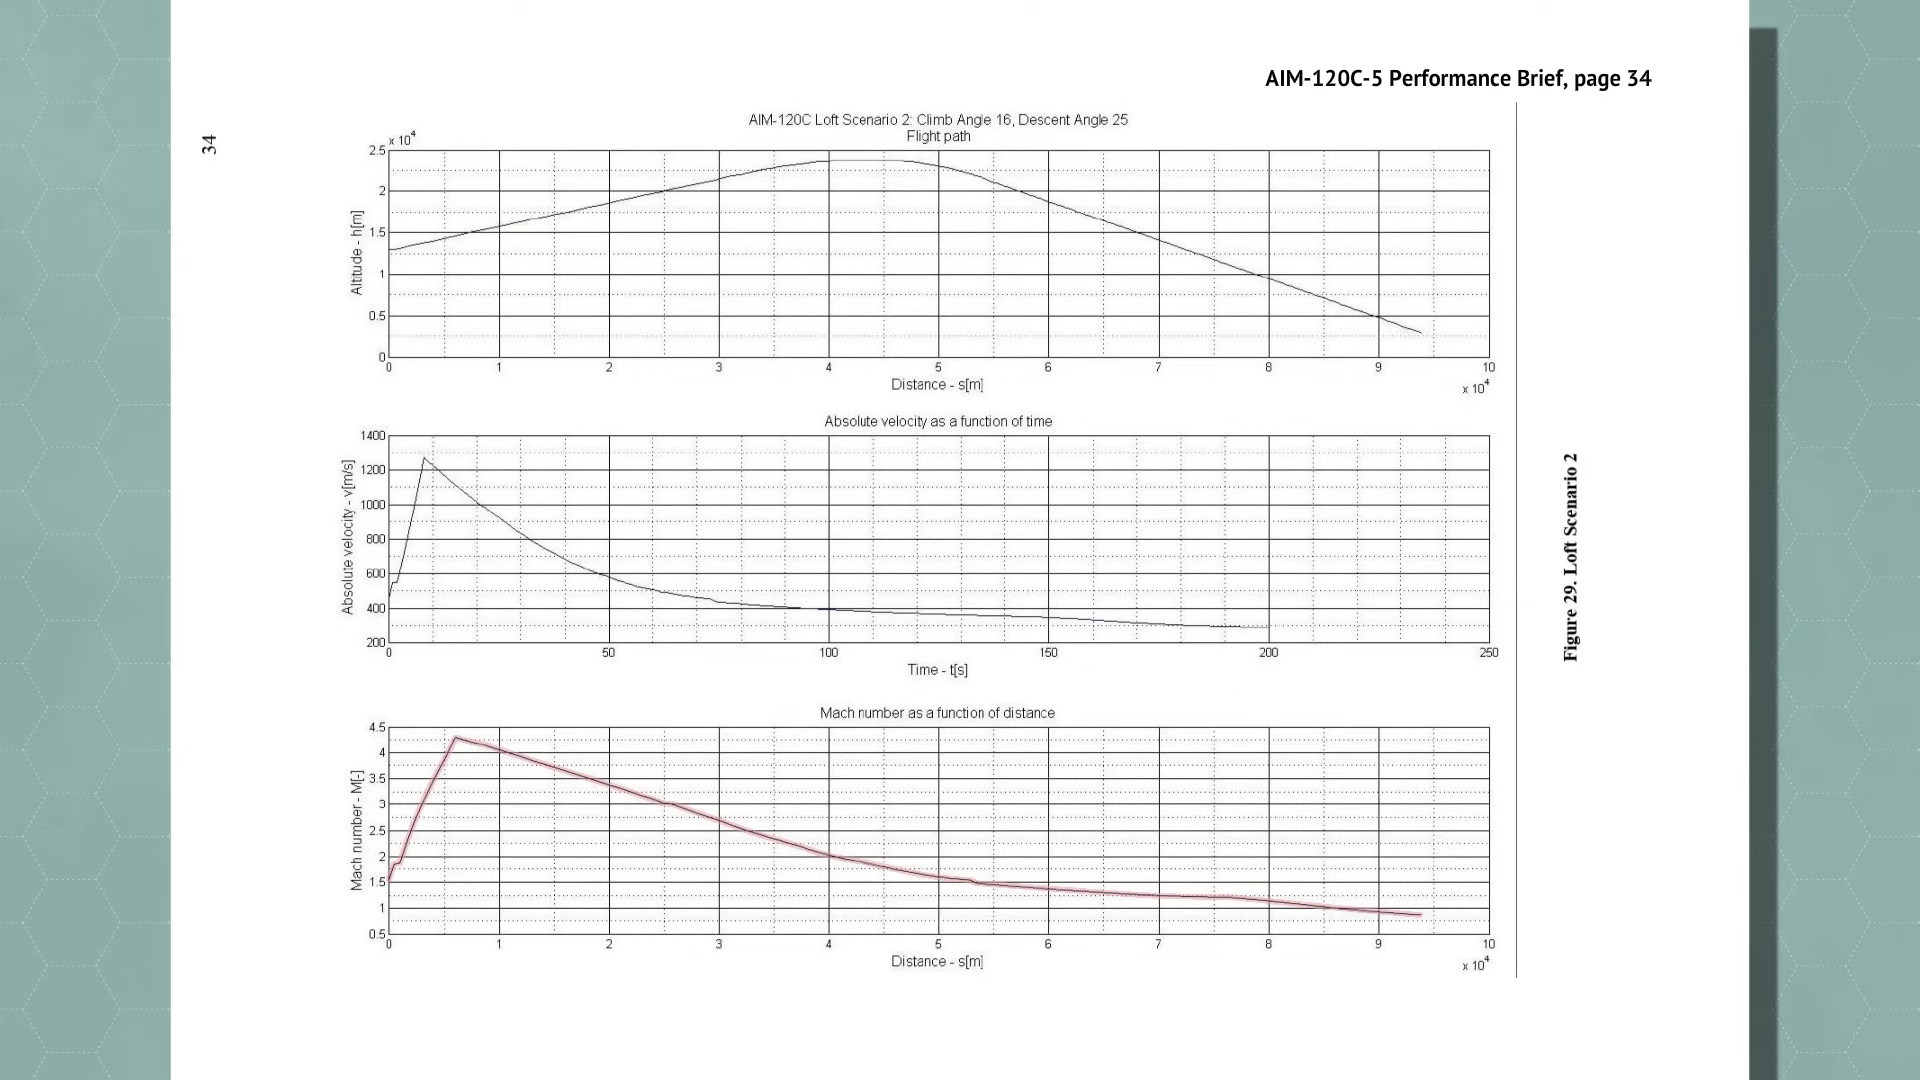 AIM-120C-5 Performance Brief, page 34
34
AIM-120C Loft Scenario 2: Climb Angle 16, Descent Angle 25
Flight path
x 10^4
2.5
2
1.5
1
0.5
0
Altitude - h[m]
0 1 2 3 4 5 6 7 8 9 10
Distance - s[m]
x 10^4
Absolute velocity as a function of time
1400
1200
1000
800
600
400
200
Absolute velocity - v[m/s]
0 50 100 150 200 250
Time - t[s]
Mach number as a function of distance
4.5
4
3.5
3
2.5
2
1.5
1
0.5
Mach number - M[-]
0 1 2 3 4 5 6 7 8 9 10
Distance - s[m]
x 10^4
Figure 29. Loft Scenario 2